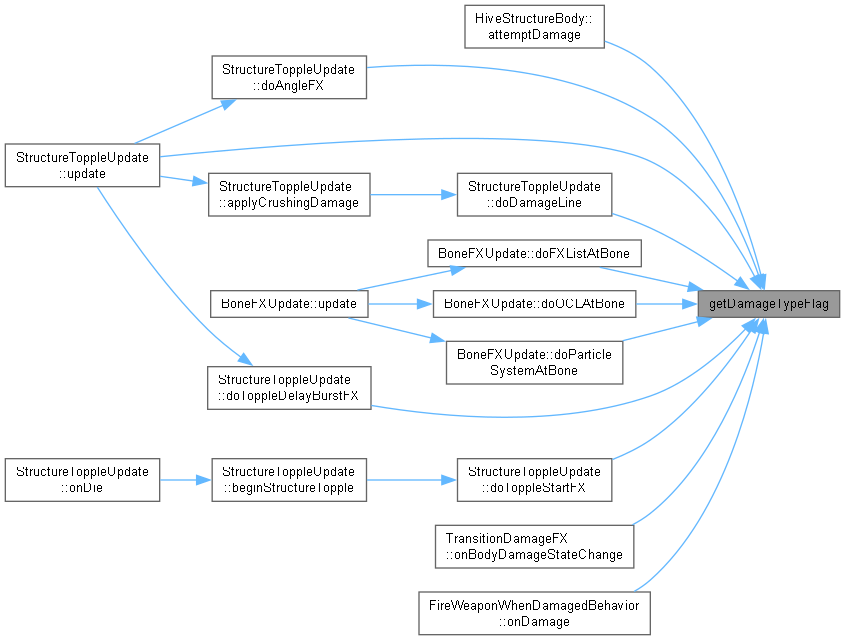 HiveStructureBody::
attemptDamage
StructureToppleUpdate
::doAngleFX
StructureToppleUpdate
::update
StructureToppleUpdate
::applyCrushingDamage
StructureToppleUpdate
::doDamageLine
BoneFXUpdate::doFXListAtBone
BoneFXUpdate::update
BoneFXUpdate::doOCLAtBone
getDamageTypeFlag
BoneFXUpdate::doParticle
SystemAtBone
StructureToppleUpdate
::doToppleDelayBurstFX
StructureToppleUpdate
::onDie
StructureToppleUpdate
::beginStructureTopple
StructureToppleUpdate
::doToppleStartFX
TransitionDamageFX
::onBodyDamageStateChange
FireWeaponWhenDamagedBehavior
::onDamage